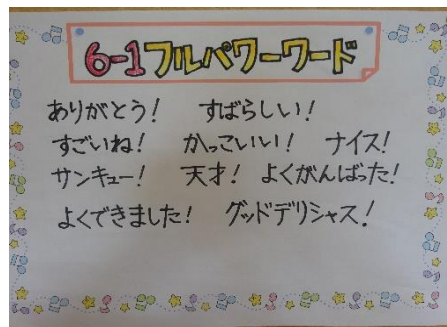 6-1フルパワーワード
ありがとう! すばらしい!
すごいね! かっこいい! ナイス!
サンキュー! 天才! よくがんばった!
よくできました! グッドデリシャス!